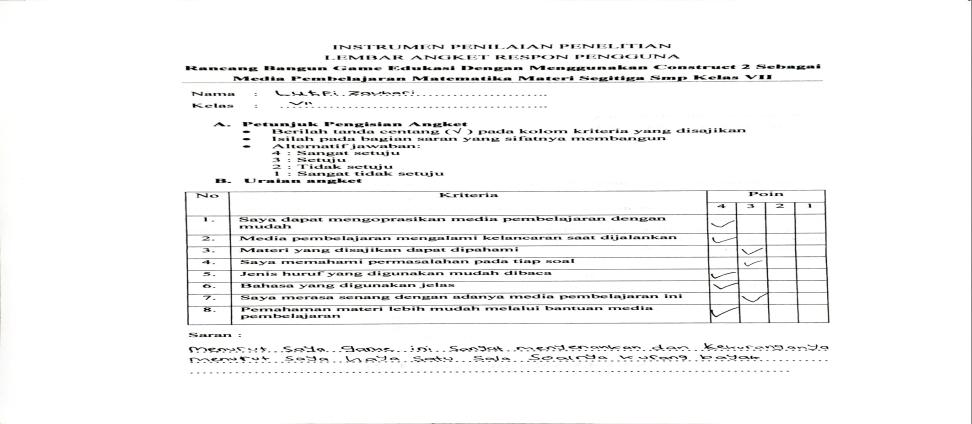 INSTRUMEN PENILAIAN PENELITIAN
LEMBAR ANGKET RESPON PENGGUNA
Rancang Bangun Game Edukasi Dengan Menggunakan Construct 2 Sebagai
Media Pembelajaran Matematika Materi Segitiga Smp Kelas VII
Nama : Lutfi Zauhari
Kelas : VII
A. Petunjuk Pengisian Angket
• Berilah tanda centang (√ ) pada kolom kriteria yang disajikan
• Isilah pada bagian saran yang sifatnya membangun
• Alternatif jawaban:
4 : Sangat setuju
3 : Setuju
2 : Tidak setuju
1 : Sangat tidak setuju
B. Uraian angket
No Kriteria Poin
4 3 2 1
1. Saya dapat mengoprasikan media pembelajaran dengan
mudah ✓
2. Media pembelajaran mengalami kelancaran saat dijalankan ✓
3. Materi yang disajikan dapat dipahami ✓
4. Saya memahami permasalahan pada tiap soal ✓
5. Jenis huruf yang digunakan mudah dibaca ✓
6. Bahasa yang digunakan jelas ✓
7. Saya merasa senang dengan adanya media pembelajaran ini ✓
8. Pemahaman materi lebih mudah melalui bantuan media
pembelajaran ✓
Saran :
menurut saya game ini sangat menyenankan dan kekuranganya
menurut saya haya satu saja soalnya kurang bayak